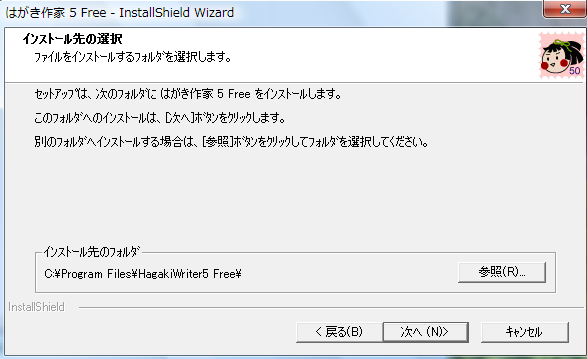 はがき作家 5 Free - InstallShield Wizard
インストール先の選択
ファイルをインストールするフォルダを選択します。
50
セットアップは、次のフォルダに はがき作家 5 Free をインストールします。
このフォルダへのインストールは、[次へ]ボタンをクリックします。
別のフォルダへインストールする場合は、[参照]ボタンをクリックしてフォルダを選択してください。
インストール先のフォルダ
C:¥Program Files¥HagakiWriter5 Free¥
参照(R)...
InstallShield
< 戻る(B)
次へ (N)>
キャンセル